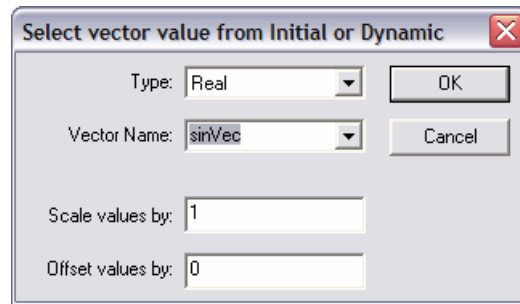 Select vector value from Initial or Dynamic
Type: Real OK
Vector Name: sinVec Cancel
Scale values by: 1
Offset values by: 0